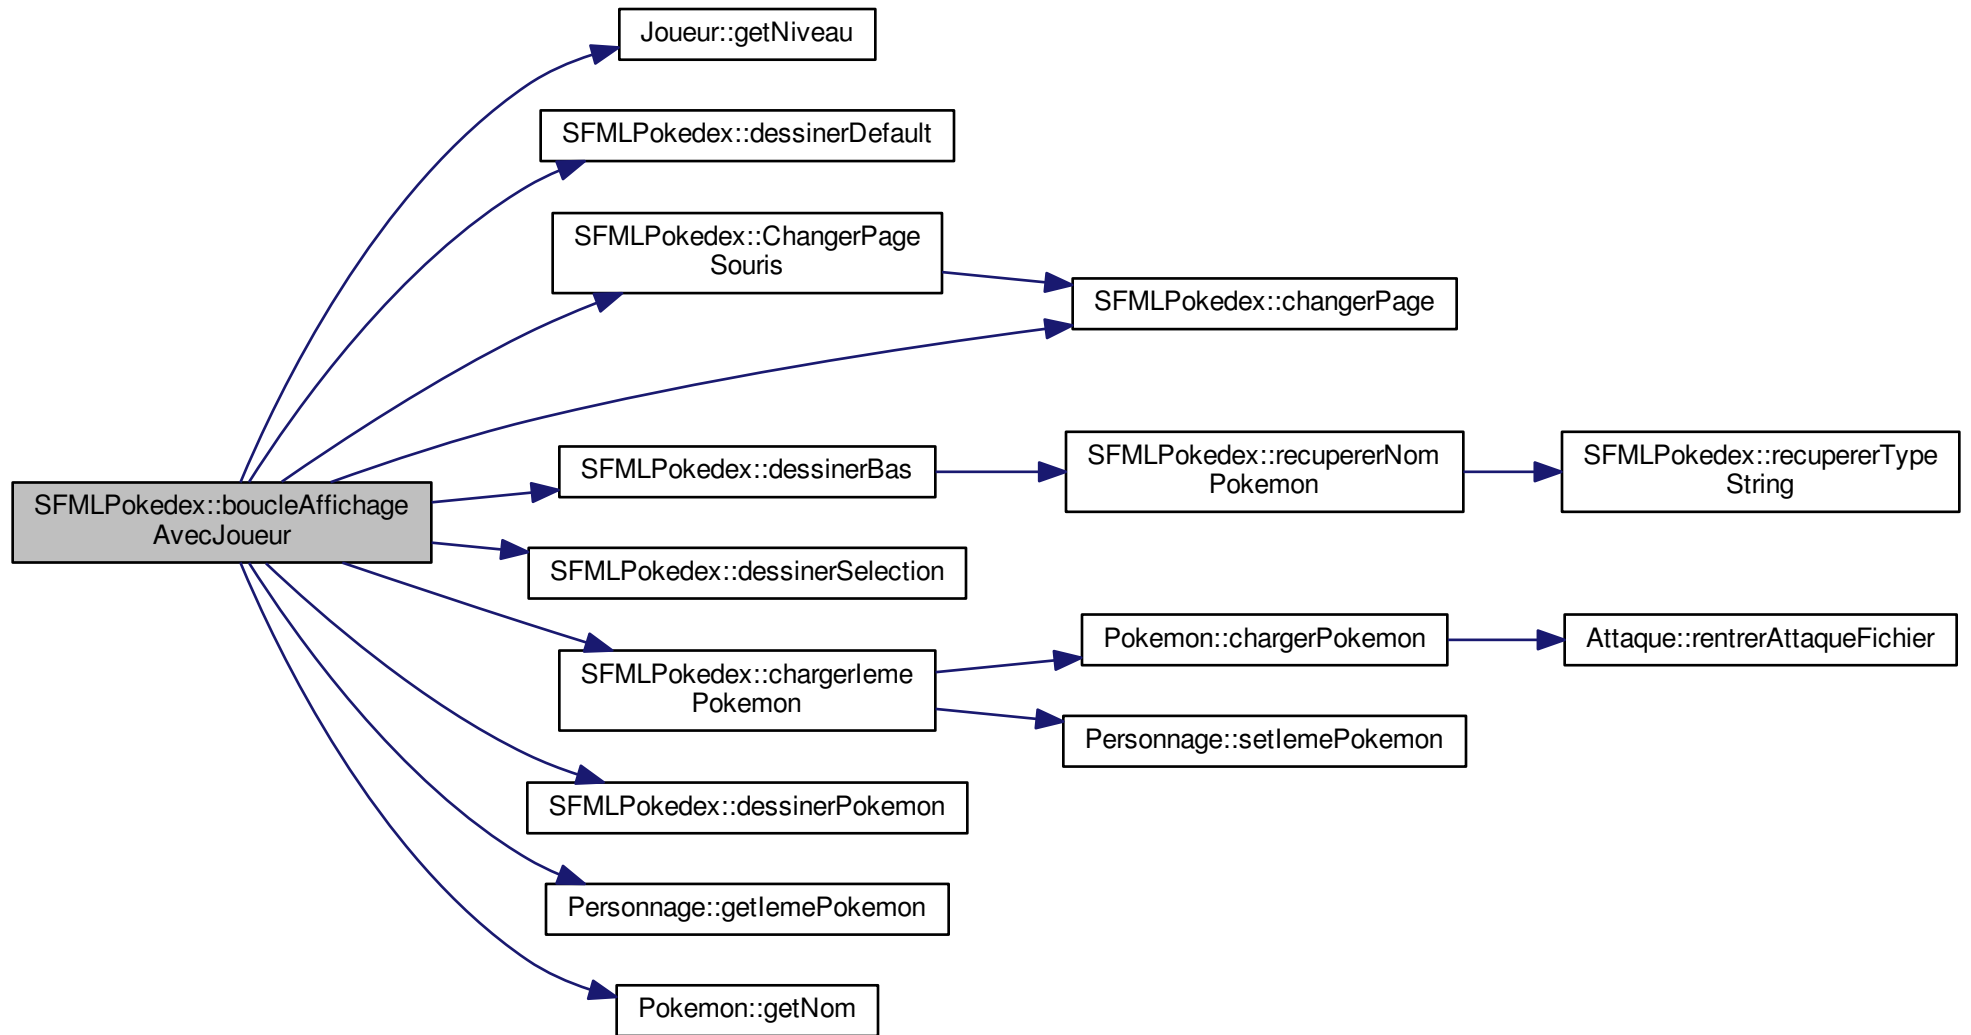 Joueur::getNiveau
SFMLPokedex::dessinerDefault
SFMLPokedex::ChangerPage
Souris
SFMLPokedex::changerPage
SFMLPokedex::boucleAffichage
AvecJoueur
SFMLPokedex::dessinerBas
SFMLPokedex::recupererNom
Pokemon
SFMLPokedex::recupererType
String
SFMLPokedex::dessinerSelection
SFMLPokedex::chargerIeme
Pokemon
Pokemon::chargerPokemon
Attaque::rentrerAttaqueFichier
Personnage::setIemePokemon
SFMLPokedex::dessinerPokemon
Personnage::getIemePokemon
Pokemon::getNom